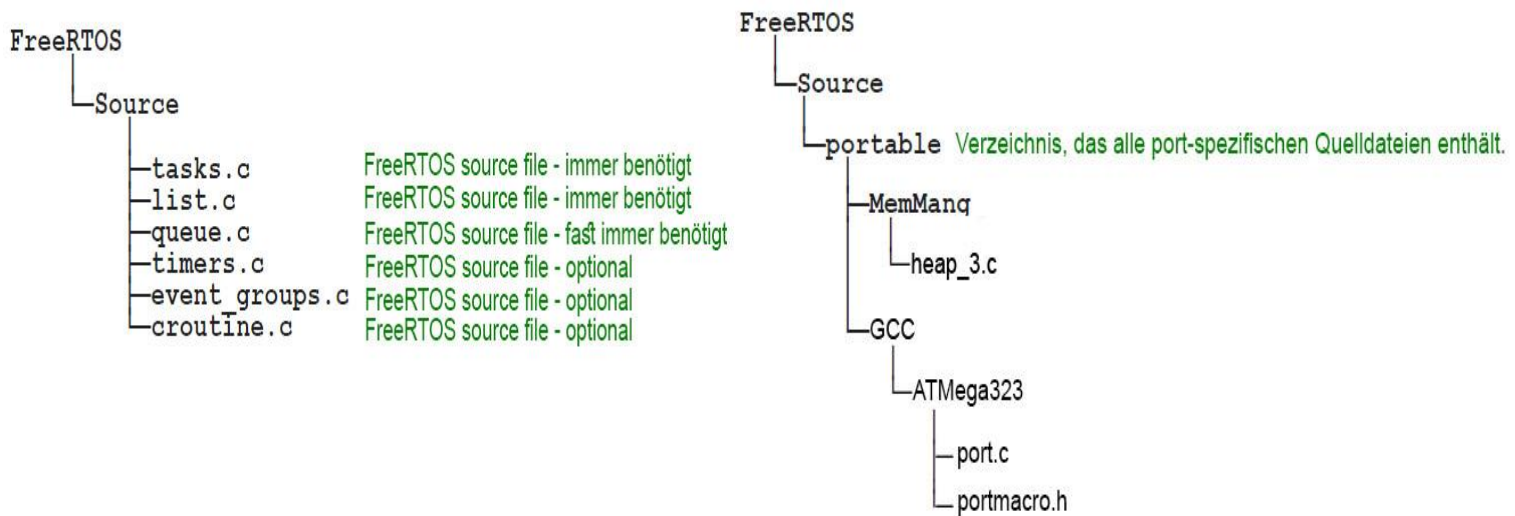 FreeRTOS
Source
tasks.c FreeRTOS source file - immer benötigt
list.c FreeRTOS source file - immer benötigt
queue.c FreeRTOS source file - fast immer benötigt
timers.c FreeRTOS source file - optional
event_groups.c FreeRTOS source file - optional
croutine.c FreeRTOS source file - optional
FreeRTOS
Source
portable Verzeichnis, das alle port-spezifischen Quelldateien enthält.
MemMang
heap_3.c
GCC
ATMega323
port.c
portmacro.h